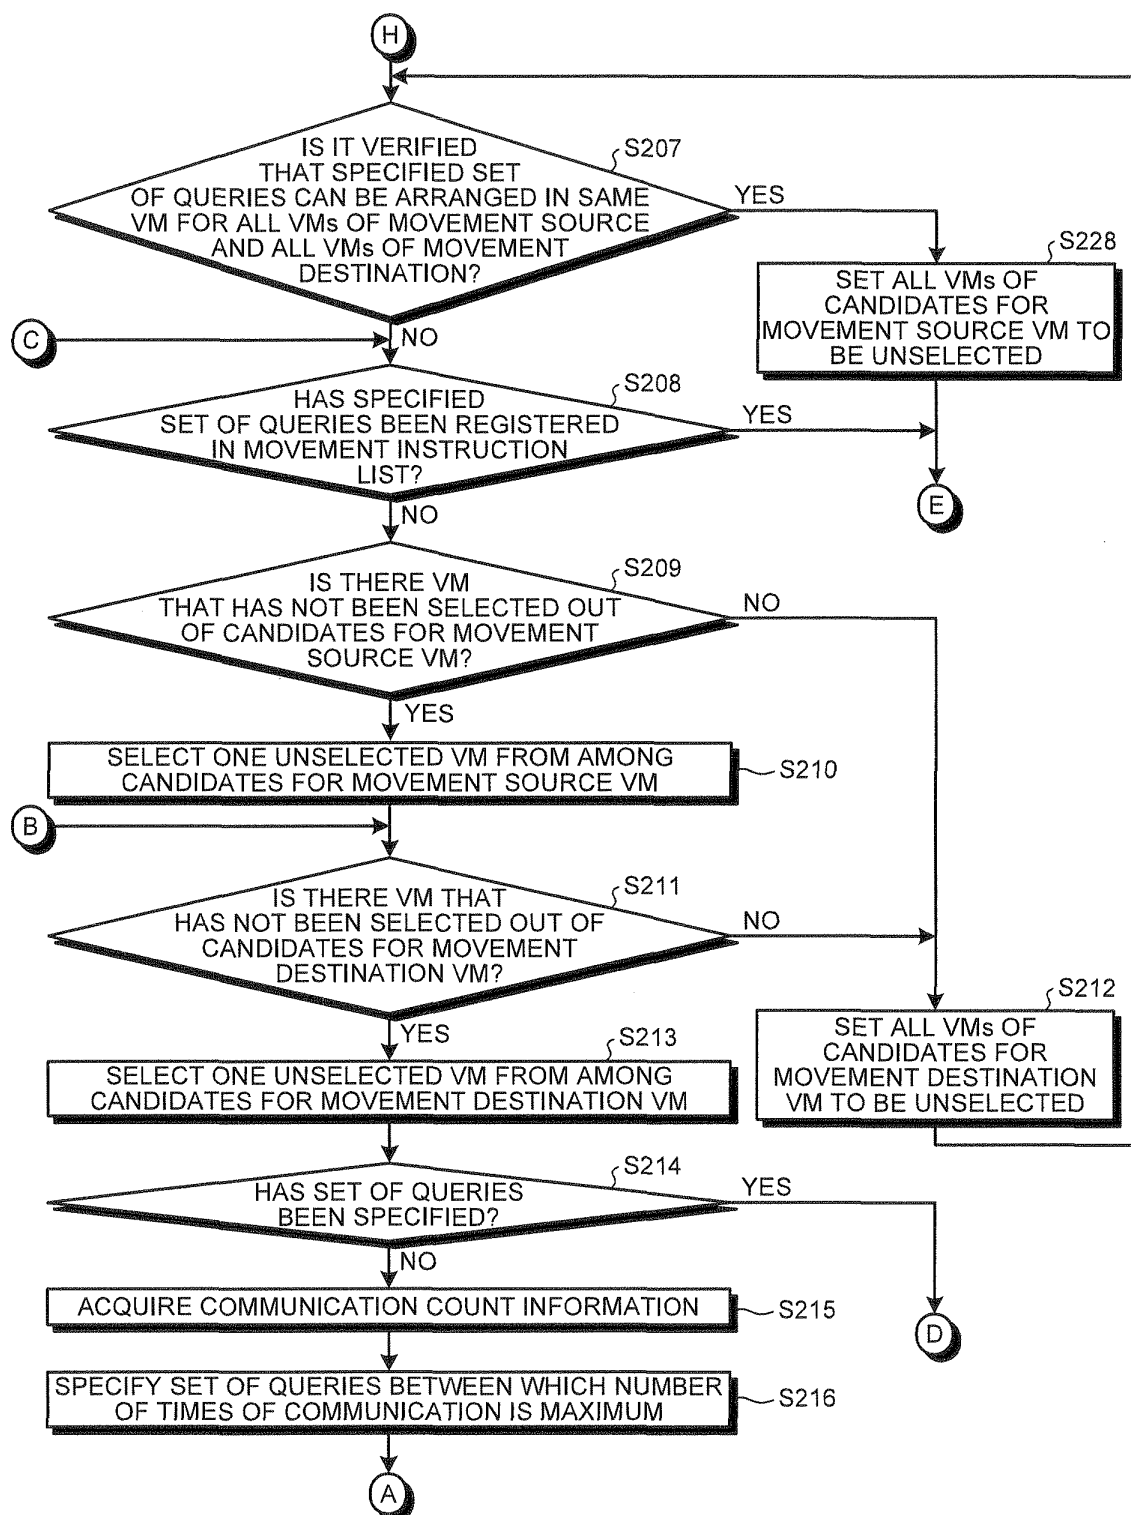 H
IS IT VERIFIED
THAT SPECIFIED SET
OF QUERIES CAN BE ARRANGED IN SAME
VM FOR ALL VMs OF MOVEMENT SOURCE
AND ALL VMs OF MOVEMENT
DESTINATION?
S207
YES
S228
SET ALL VMs OF
CANDIDATES FOR
MOVEMENT SOURCE VM TO
BE UNSELECTED
NO
C
S208
HAS SPECIFIED
SET OF QUERIES BEEN REGISTERED
IN MOVEMENT INSTRUCTION
LIST?
YES
E
NO
S209
IS THERE VM
THAT HAS NOT BEEN SELECTED OUT
OF CANDIDATES FOR MOVEMENT
SOURCE VM?
NO
YES
SELECT ONE UNSELECTED VM FROM AMONG
CANDIDATES FOR MOVEMENT SOURCE VM
S210
B
S211
IS THERE VM THAT
HAS NOT BEEN SELECTED OUT OF
CANDIDATES FOR MOVEMENT
DESTINATION VM?
NO
S212
SET ALL VMs OF
CANDIDATES FOR
MOVEMENT DESTINATION
VM TO BE UNSELECTED
YES
S213
SELECT ONE UNSELECTED VM FROM AMONG
CANDIDATES FOR MOVEMENT DESTINATION VM
S214
HAS SET OF QUERIES
BEEN SPECIFIED?
YES
NO
ACQUIRE COMMUNICATION COUNT INFORMATION
S215
D
SPECIFY SET OF QUERIES BETWEEN WHICH NUMBER
OF TIMES OF COMMUNICATION IS MAXIMUM
S216
A